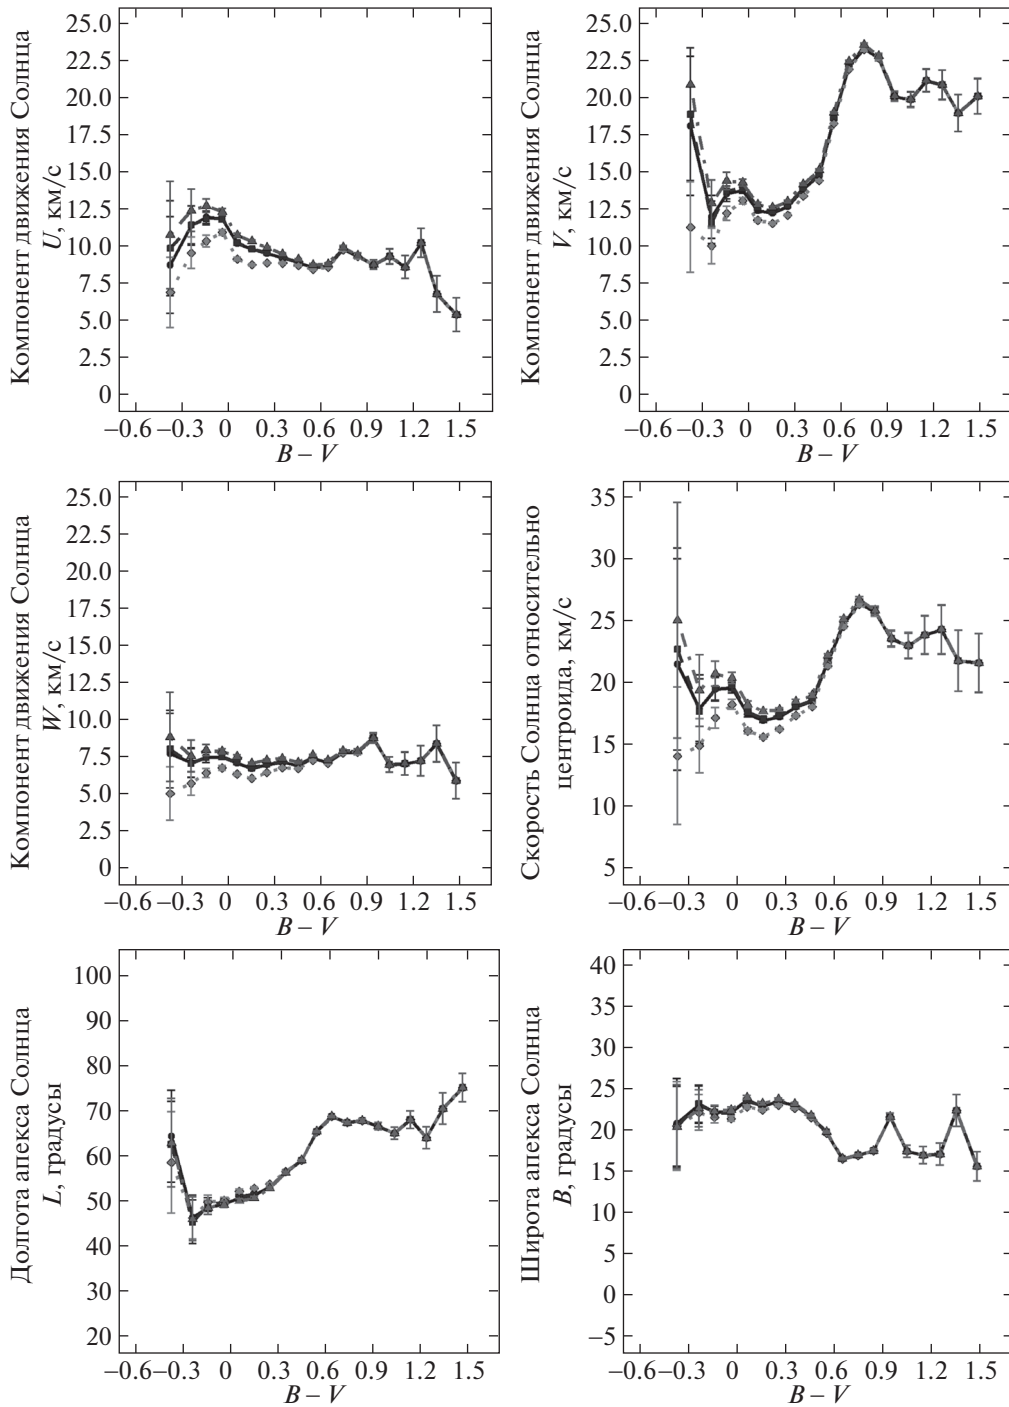 Компонент движения Солнца
U, км/с
25.0
22.5
20.0
17.5
15.0
12.5
10.0
7.5
5.0
2.5
0
−0.6 −0.3 0 0.3 0.6 0.9 1.2 1.5
B – V
Компонент движения Солнца
V, км/с
25.0
22.5
20.0
17.5
15.0
12.5
10.0
7.5
5.0
2.5
0
−0.6 −0.3 0 0.3 0.6 0.9 1.2 1.5
B – V
Компонент движения Солнца
W, км/с
25.0
22.5
20.0
17.5
15.0
12.5
10.0
7.5
5.0
2.5
0
−0.6 −0.3 0 0.3 0.6 0.9 1.2 1.5
B – V
Скорость Солнца относительно
центроида, км/с
35
30
25
20
15
10
5
−0.6 −0.3 0 0.3 0.6 0.9 1.2 1.5
B – V
Долгота апекса Солнца
L, градусы
100
90
80
70
60
50
40
30
20
−0.6 −0.3 0 0.3 0.6 0.9 1.2 1.5
B – V
Широта апекса Солнца
B, градусы
40
35
30
25
20
15
10
5
0
−5
−0.6 −0.3 0 0.3 0.6 0.9 1.2 1.5
B – V